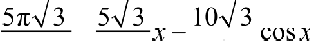 5π√3 5√3x − 10√3 cos x